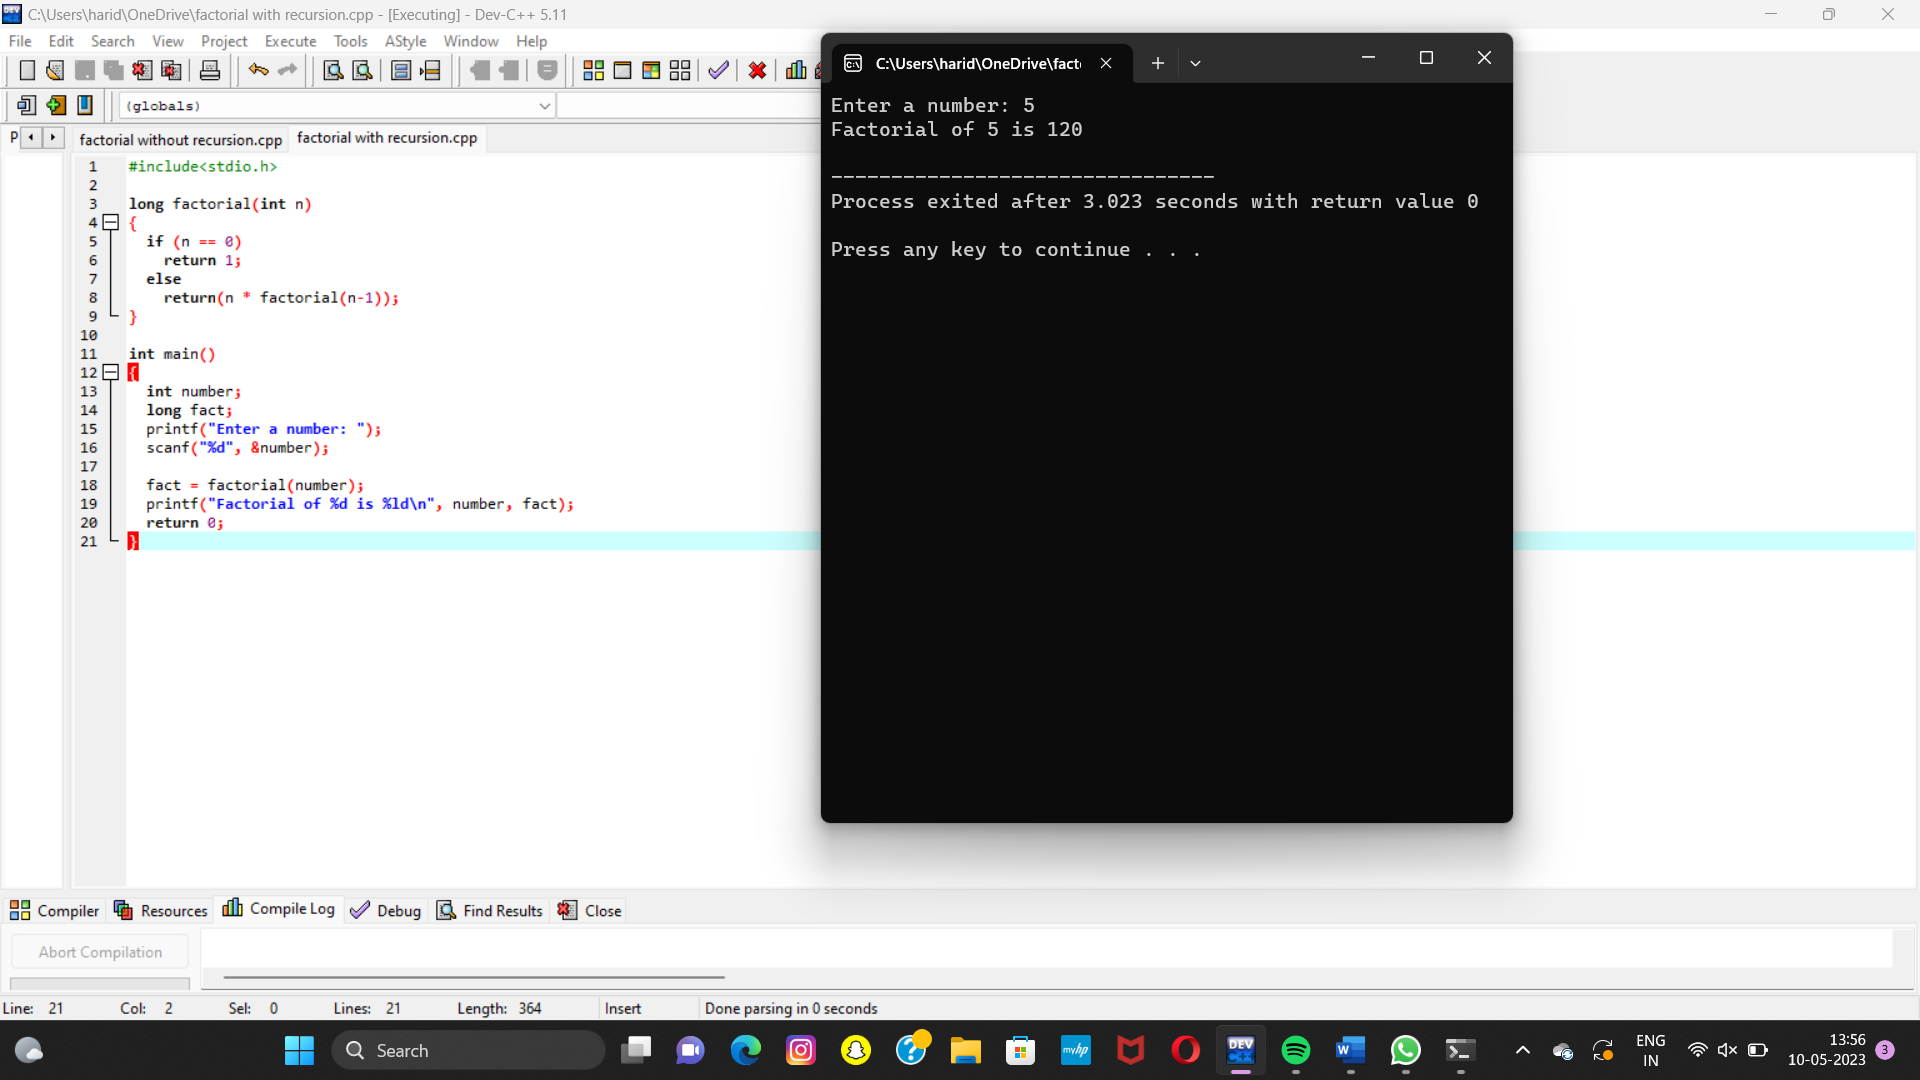 C:\Users\harid\OneDrive\factorial with recursion.cpp - [Executing] - Dev-C++ 5.11
File Edit Search View Project Execute Tools AStyle Window Help
(globals)
P factorial without recursion.cpp factorial with recursion.cpp
1 #include<stdio.h>
2
3 long factorial(int n)
4 {
5 if (n == 0)
6 return 1;
7 else
8 return(n * factorial(n-1));
9 }
10
11 int main()
12 {
13 int number;
14 long fact;
15 printf("Enter a number: ");
16 scanf("%d", &number);
17
18 fact = factorial(number);
19 printf("Factorial of %d is %ld\n", number, fact);
20 return 0;
21 }
C:\Users\harid\OneDrive\fact
Enter a number: 5
Factorial of 5 is 120
--------------------------------
Process exited after 3.023 seconds with return value 0
Press any key to continue . . .
Compiler Resources Compile Log Debug Find Results Close
Abort Compilation
Line: 21 Col: 2 Sel: 0 Lines: 21 Length: 364 Insert Done parsing in 0 seconds
Search
myhp
DEV
W
ENG
IN
13:56
10-05-2023
3